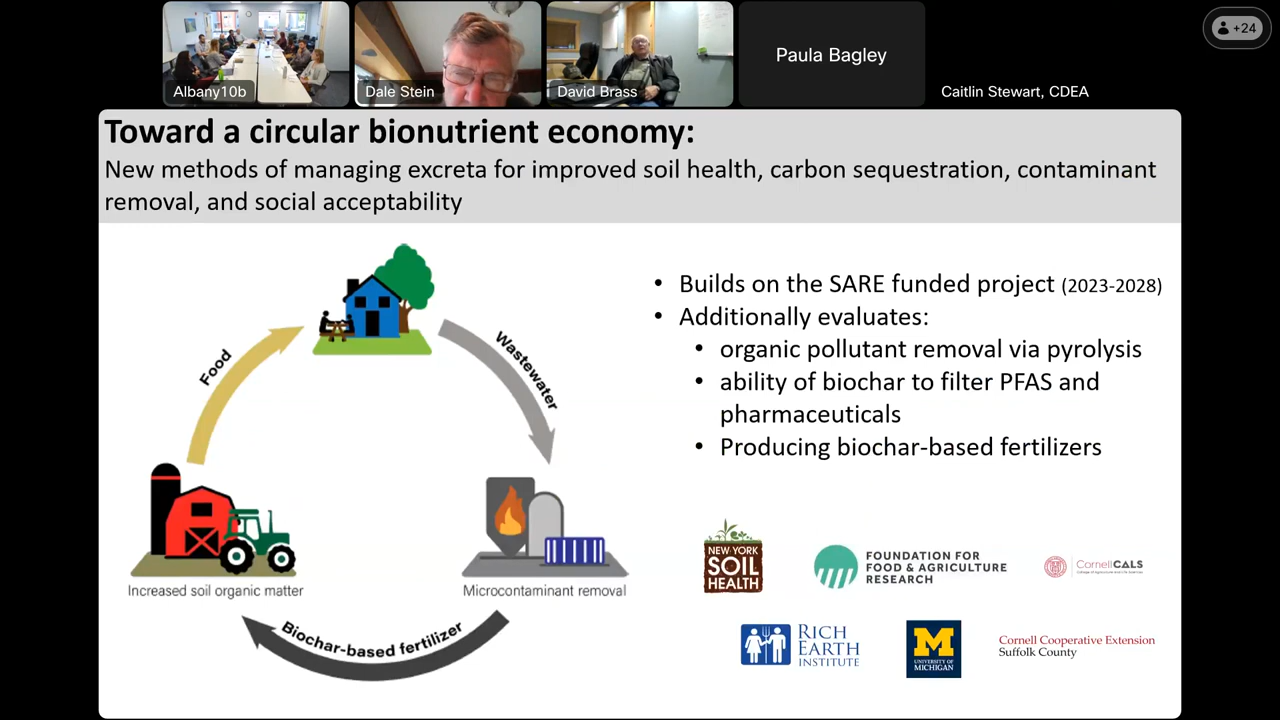 +24
Albany10b
Dale Stein
David Brass
Paula Bagley
Caitlin Stewart, CDEA
Toward a circular bionutrient economy:
New methods of managing excreta for improved soil health, carbon sequestration, contaminant
removal, and social acceptability
Food
Wastewater
Increased soil organic matter
Microcontaminant removal
Biochar-based fertilizer
• Builds on the SARE funded project (2023-2028)
• Additionally evaluates:
• organic pollutant removal via pyrolysis
• ability of biochar to filter PFAS and
pharmaceuticals
• Producing biochar-based fertilizers
NEW YORK
SOIL
HEALTH
FOUNDATION FOR
FOOD & AGRICULTURE
RESEARCH
CornellCALS
RICH
EARTH
INSTITUTE
M
UNIVERSITY OF
MICHIGAN
Cornell Cooperative Extension
Suffolk County